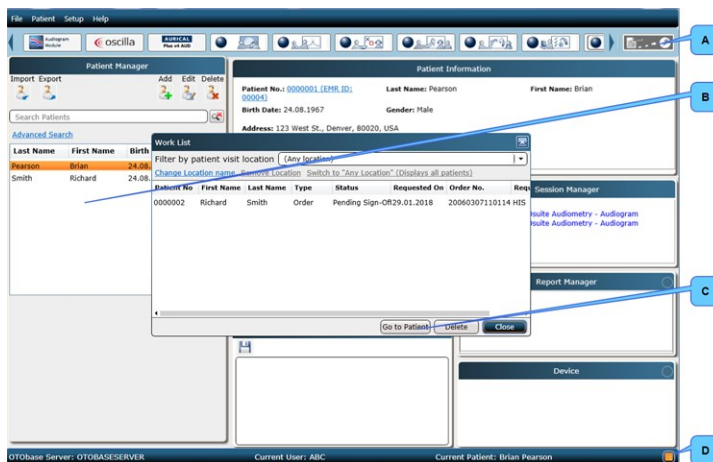 File Patient Setup Help
Audiogram Module
oscilla
AURICAL
Plus v4 AUD
A
Patient Manager
Import Export Add Edit Delete
Search Patients
Advanced Search
Last Name First Name Birth
Pearson Brian 24.08.
Smith Richard 24.08.
Patient Information
Patient No.: 0000001 (EMR ID: 00004)
Last Name: Pearson
First Name: Brian
Birth Date: 24.08.1967
Gender: Male
Address: 123 West St., Denver, 80020, USA
B
Work List
Filter by patient visit location (Any location)
Change Location name Remove Location Switch to "Any Location" (Displays all patients)
Patient No First Name Last Name Type Status Requested On Order No. Requ
0000002 Richard Smith Order Pending Sign-Off 29.01.2018 20060307110114 HIS
Go to Patient Delete Close
Session Manager
suite Audiometry - Audiogram
suite Audiometry - Audiogram
Report Manager
C
Device
OTObase Server: OTOBASESERVER Current User: ABC Current Patient: Brian Pearson
D